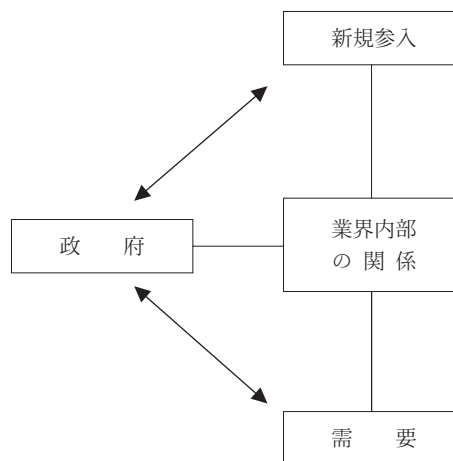 新規参入
政　　府
業界内部
の 関 係
需　　要